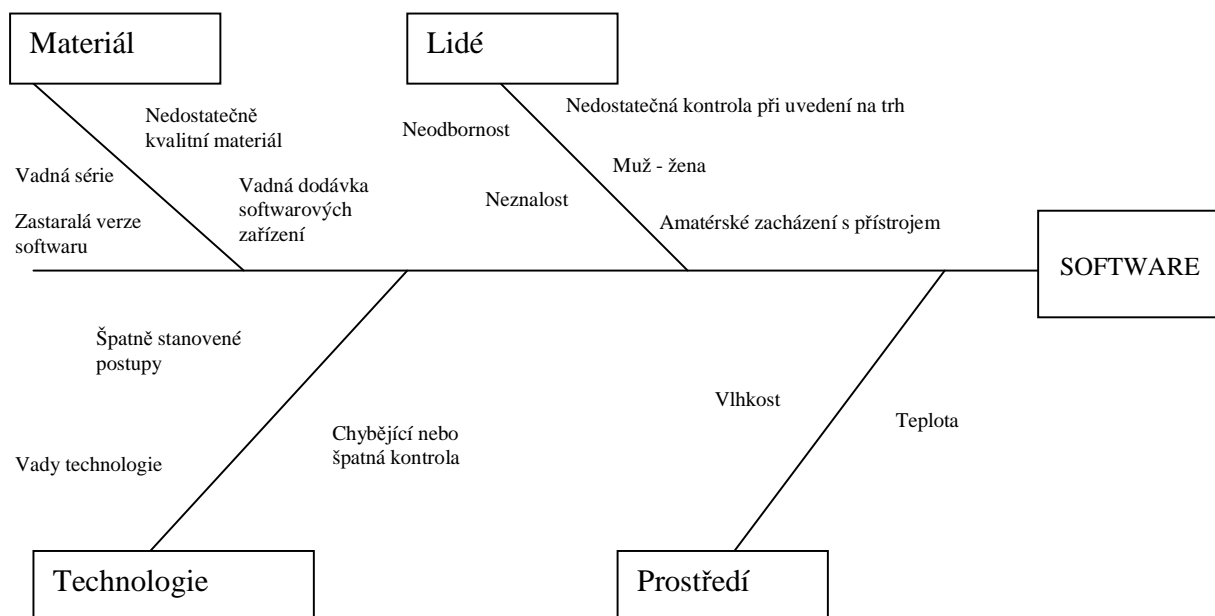 Materiál
Lidé
Nedostatečně
kvalitní materiál
Vadná série
Zastaralá verze
softwaru
Vadná dodávka
softwarových
zařízení
Nedostatečná kontrola při uvedení na trh
Neodbornost
Muž - žena
Neznalost
Amatérské zacházení s přístrojem
SOFTWARE
Špatně stanovené
postupy
Vady technologie
Chybějící nebo
špatná kontrola
Vlhkost
Teplota
Technologie
Prostředí